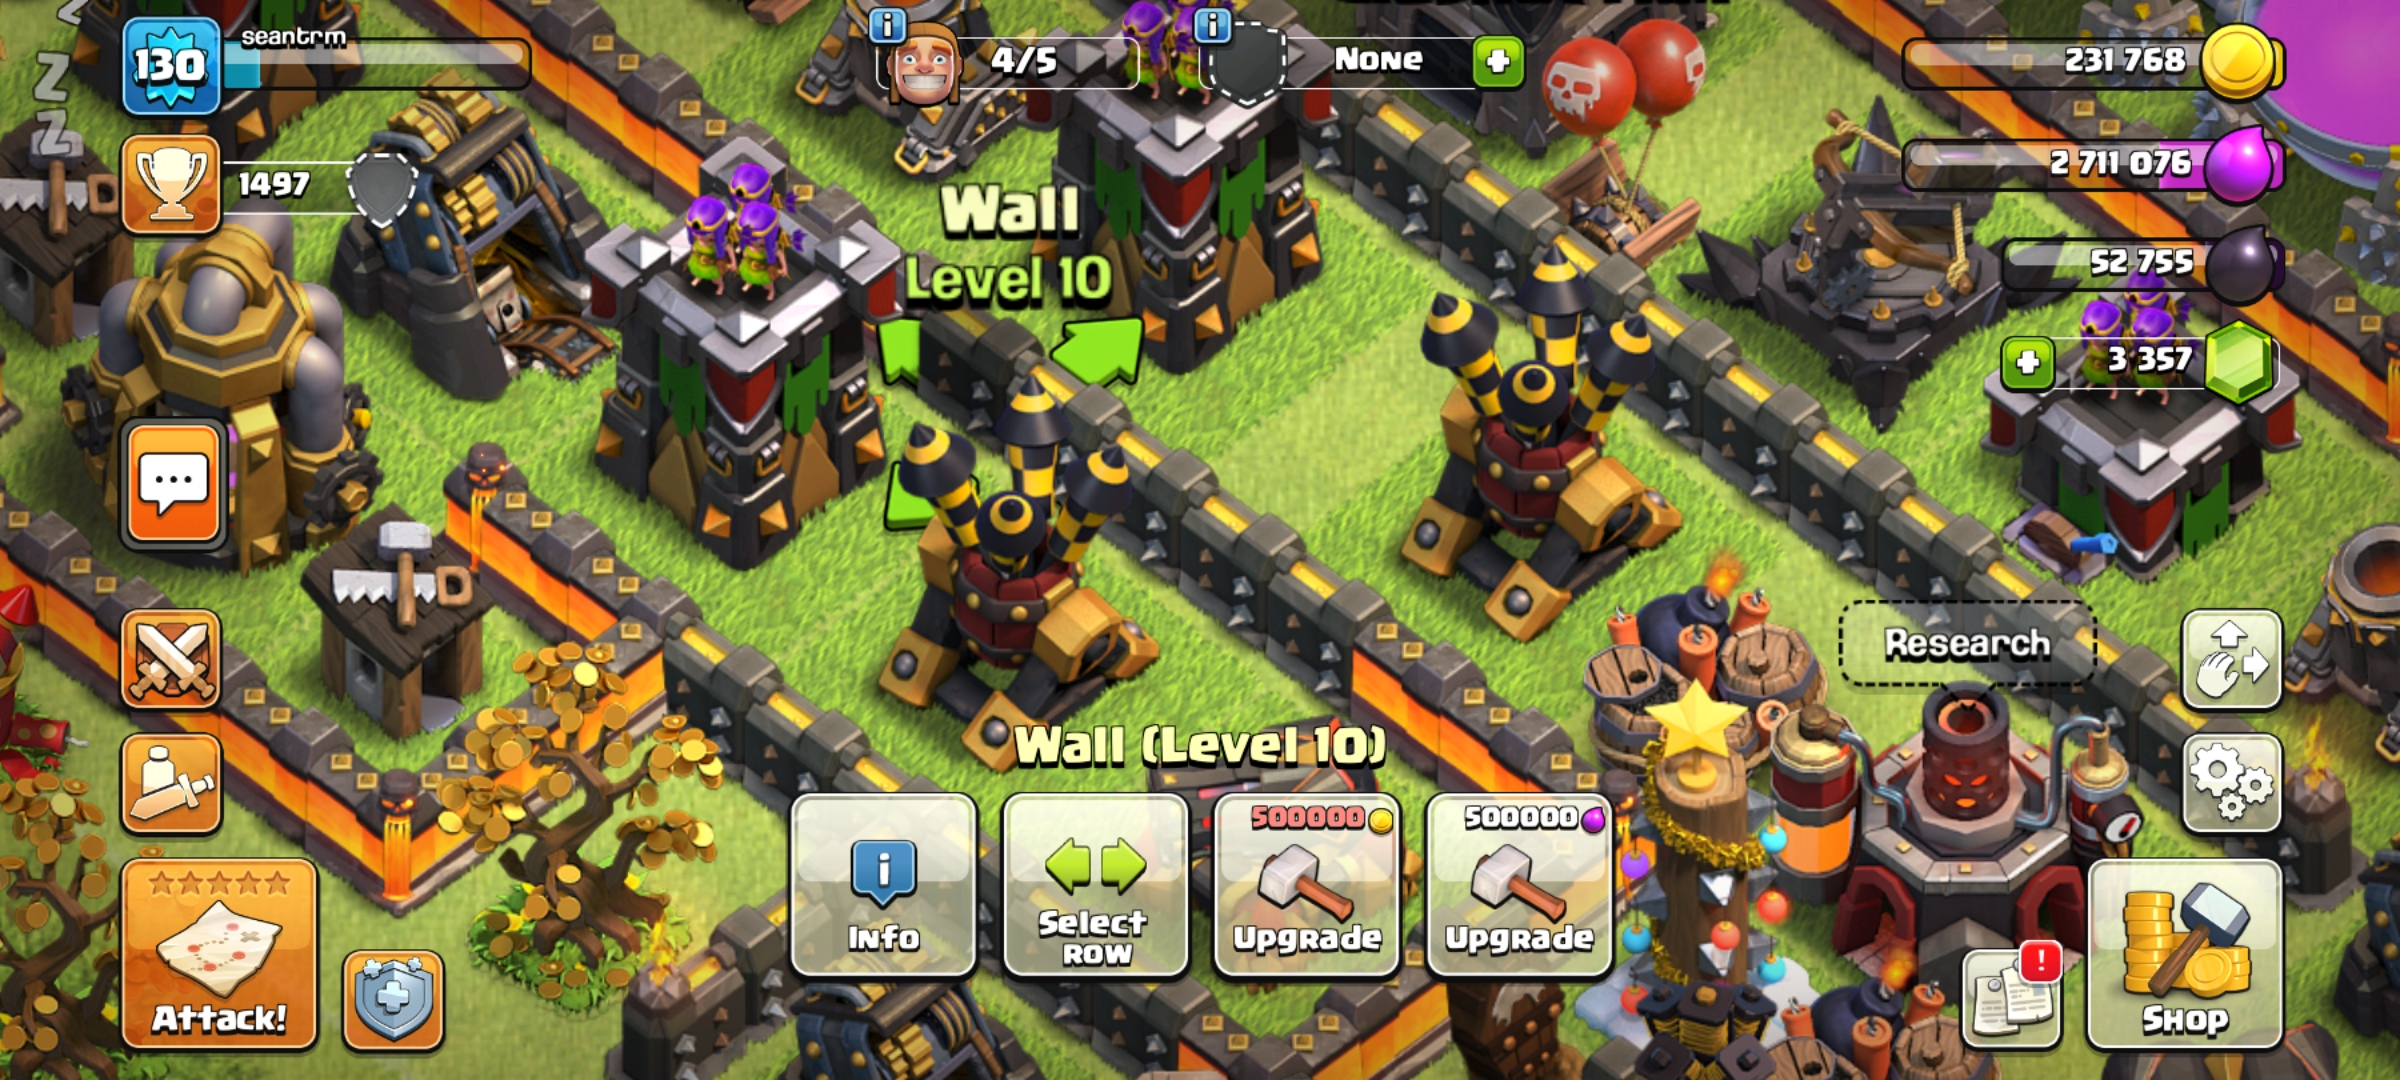 130
seantrm
4/5
None
231 768
1497
2 711 076
Wall
Level 10
52 755
3 357
Research
Wall (Level 10)
500000
500000
Info
Select
Row
Upgrade
Upgrade
Attack!
!
Shop